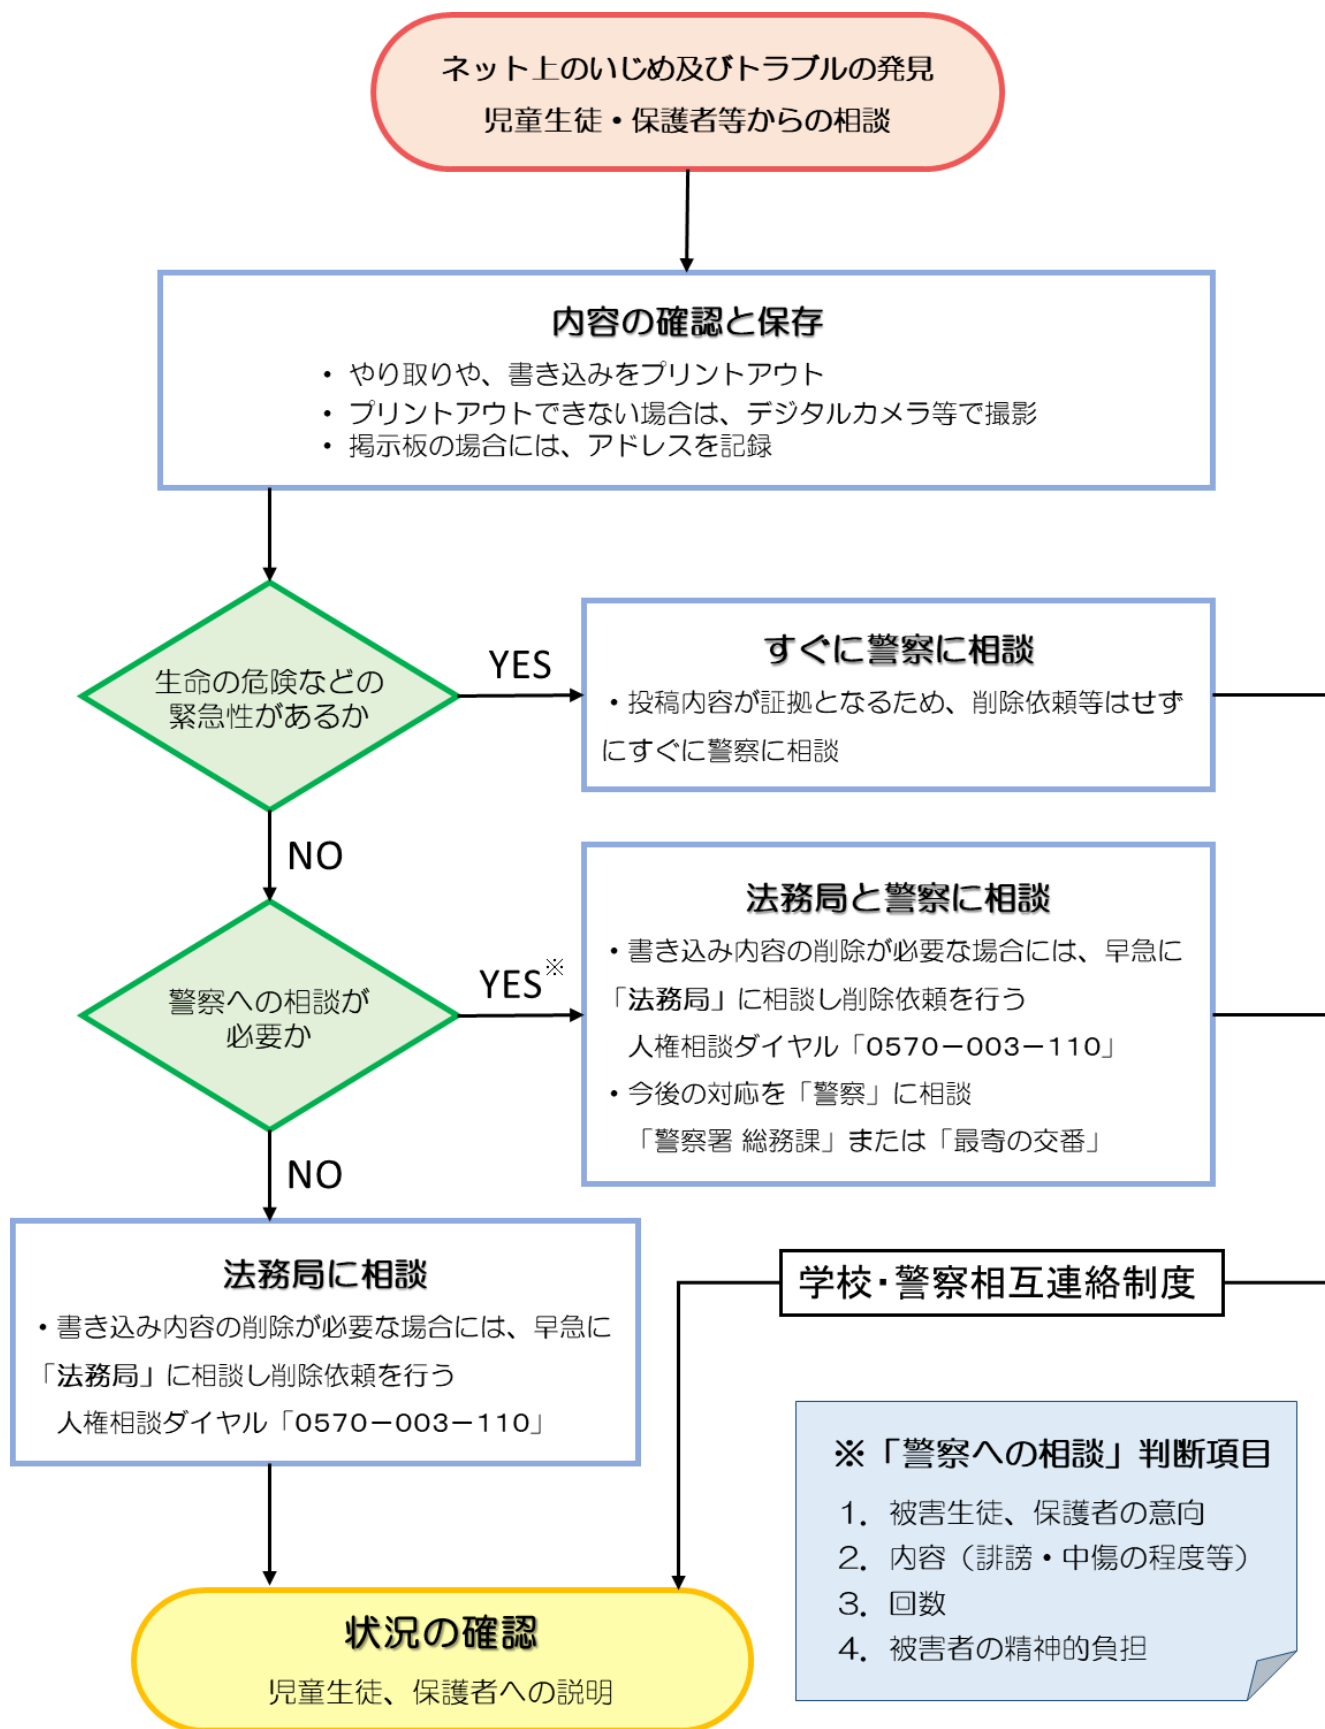 ネット上のいじめ及びトラブルの発見
児童生徒・保護者等からの相談
内容の確認と保存
・ やり取りや、書き込みをプリントアウト
・ プリントアウトできない場合は、デジタルカメラ等で撮影
・ 掲示板の場合には、アドレスを記録
生命の危険などの
緊急性があるか
YES
すぐに警察に相談
・投稿内容が証拠となるため、削除依頼等はせず
にすぐに警察に相談
NO
警察への相談が
必要か
YES※
法務局と警察に相談
・書き込み内容の削除が必要な場合には、早急に
「法務局」に相談し削除依頼を行う
人権相談ダイヤル「0570－003－110」
・今後の対応を「警察」に相談
「警察署 総務課」または「最寄の交番」
NO
法務局に相談
・書き込み内容の削除が必要な場合には、早急に
「法務局」に相談し削除依頼を行う
人権相談ダイヤル「0570－003－110」
学校・警察相互連絡制度
※「警察への相談」判断項目
1．被害生徒、保護者の意向
2．内容（誹謗・中傷の程度等）
3．回数
4．被害者の精神的負担
状況の確認
児童生徒、保護者への説明